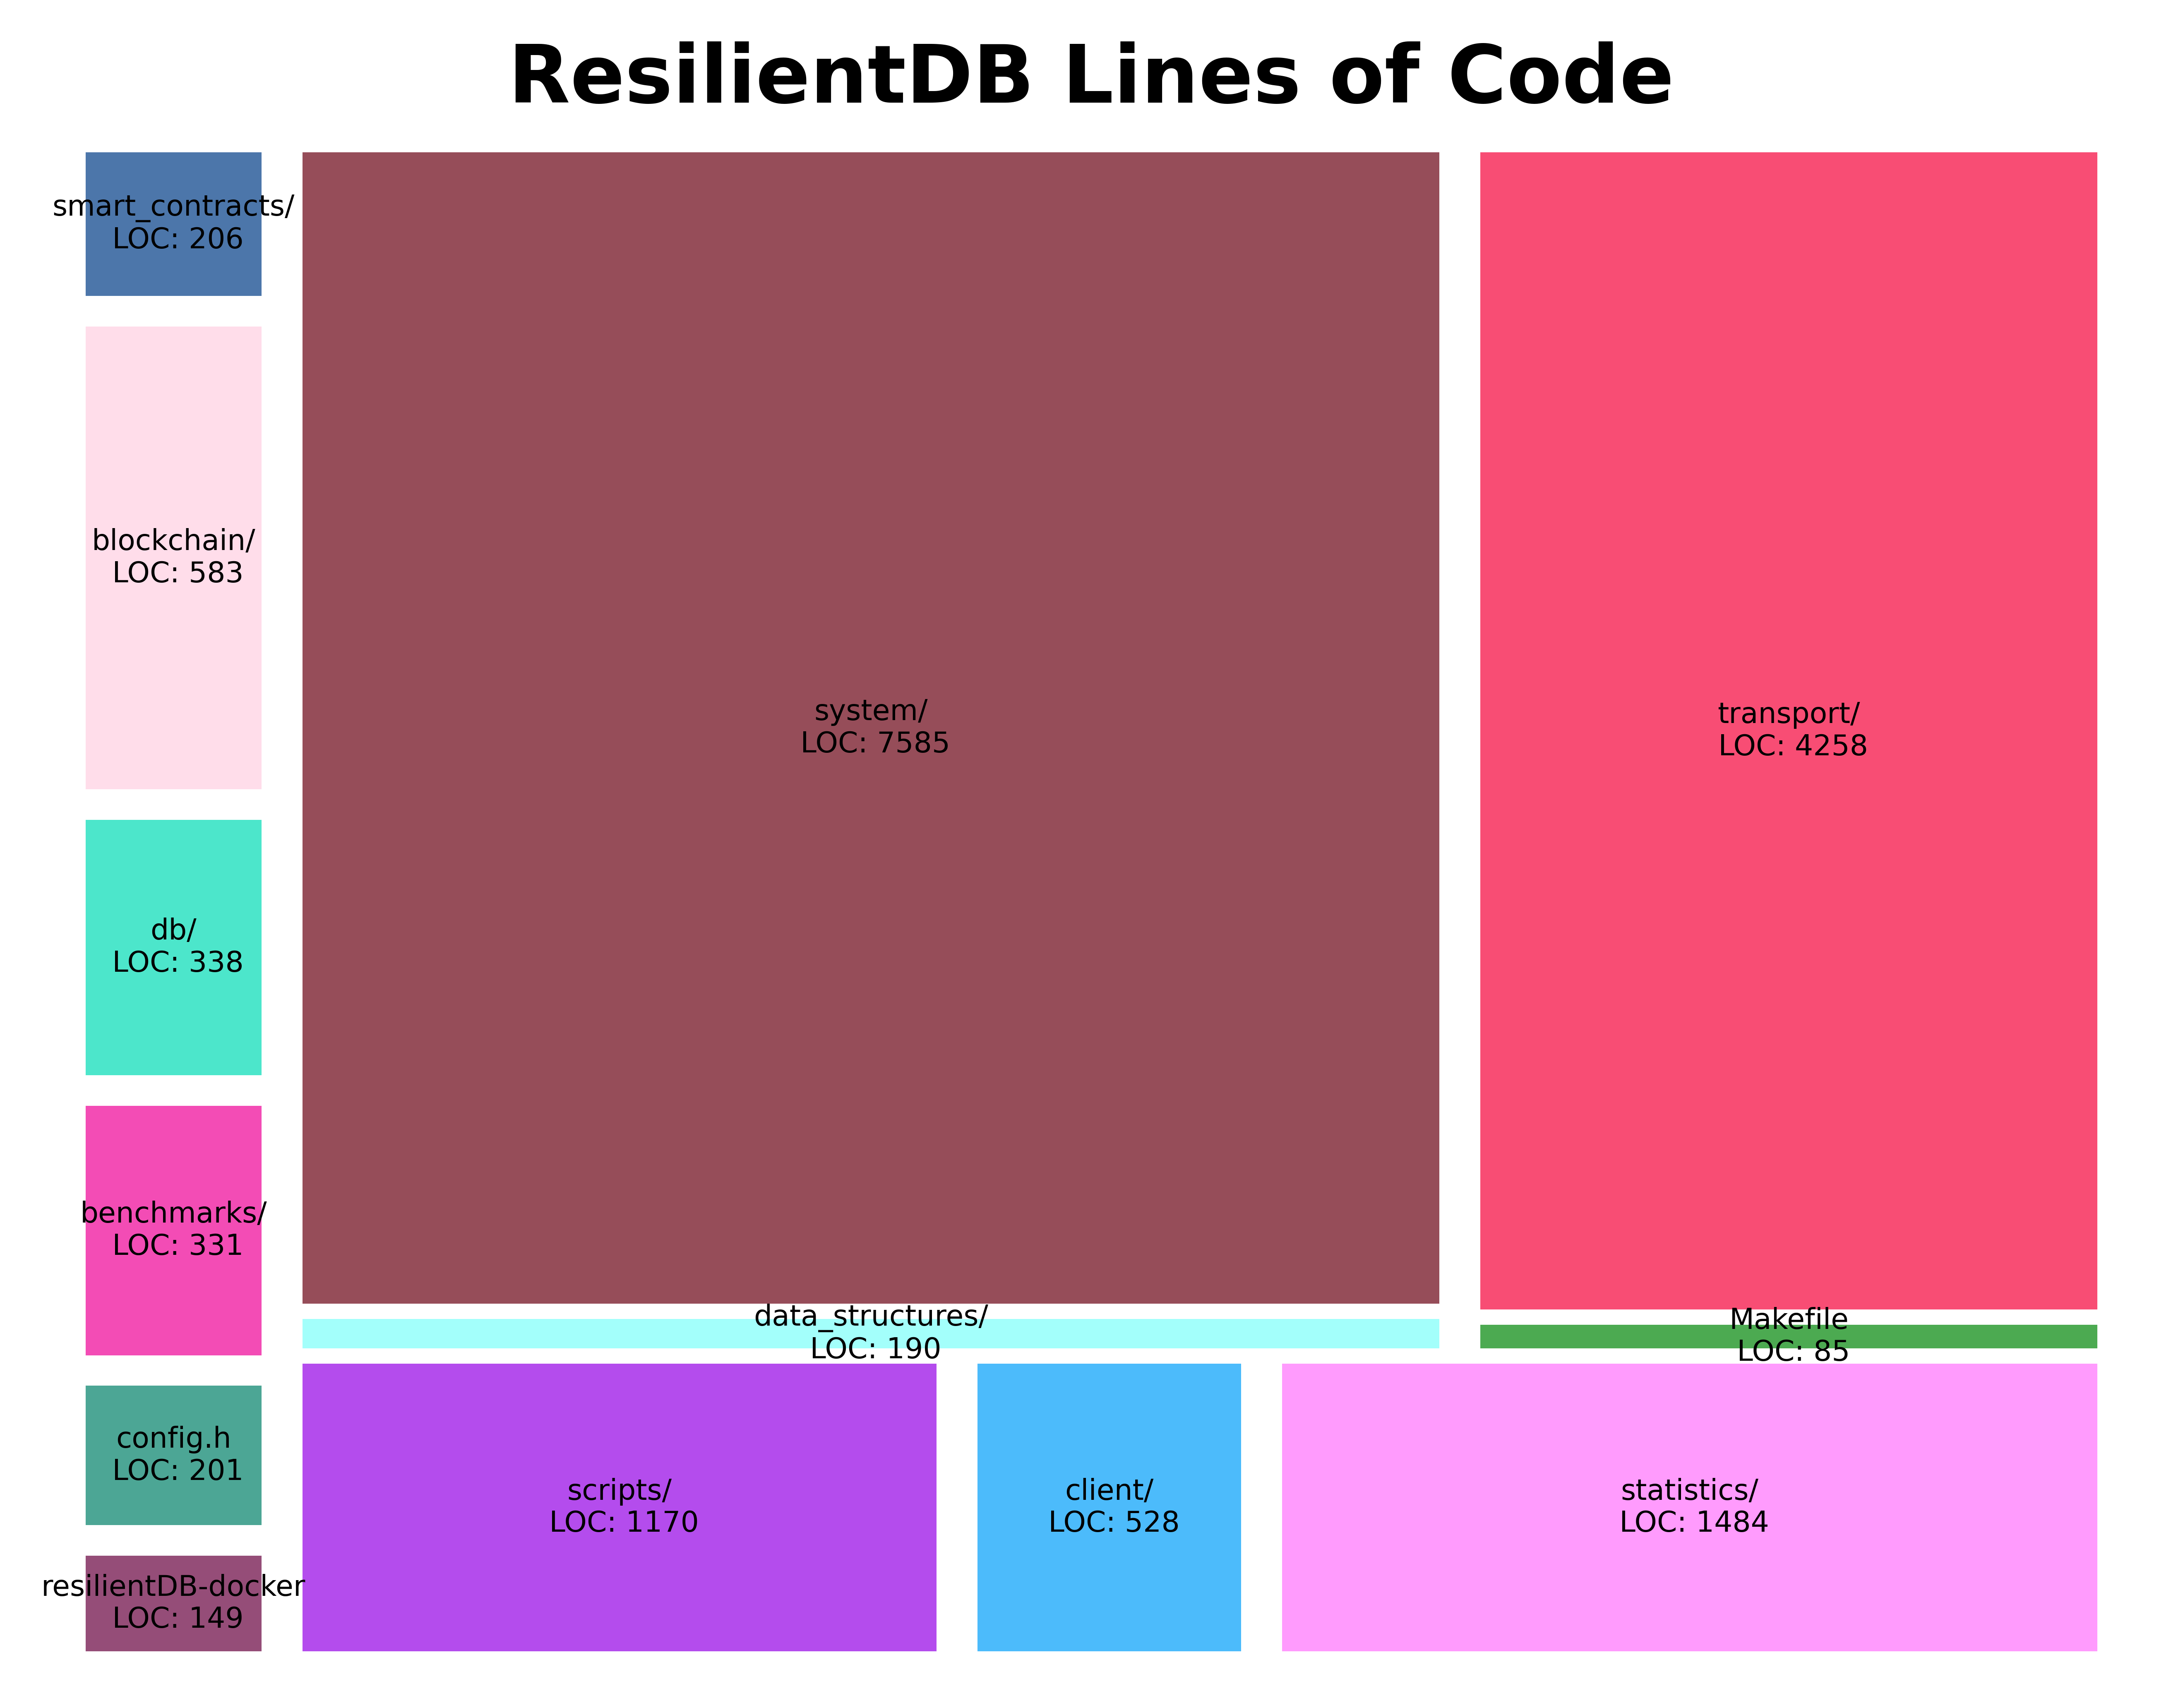 ResilientDB Lines of Code
smart_contracts/
LOC: 206
blockchain/
LOC: 583
db/
LOC: 338
benchmarks/
LOC: 331
config.h
LOC: 201
resilientDB-docker
LOC: 149
system/
LOC: 7585
data_structures/
LOC: 190
transport/
LOC: 4258
Makefile
LOC: 85
scripts/
LOC: 1170
client/
LOC: 528
statistics/
LOC: 1484